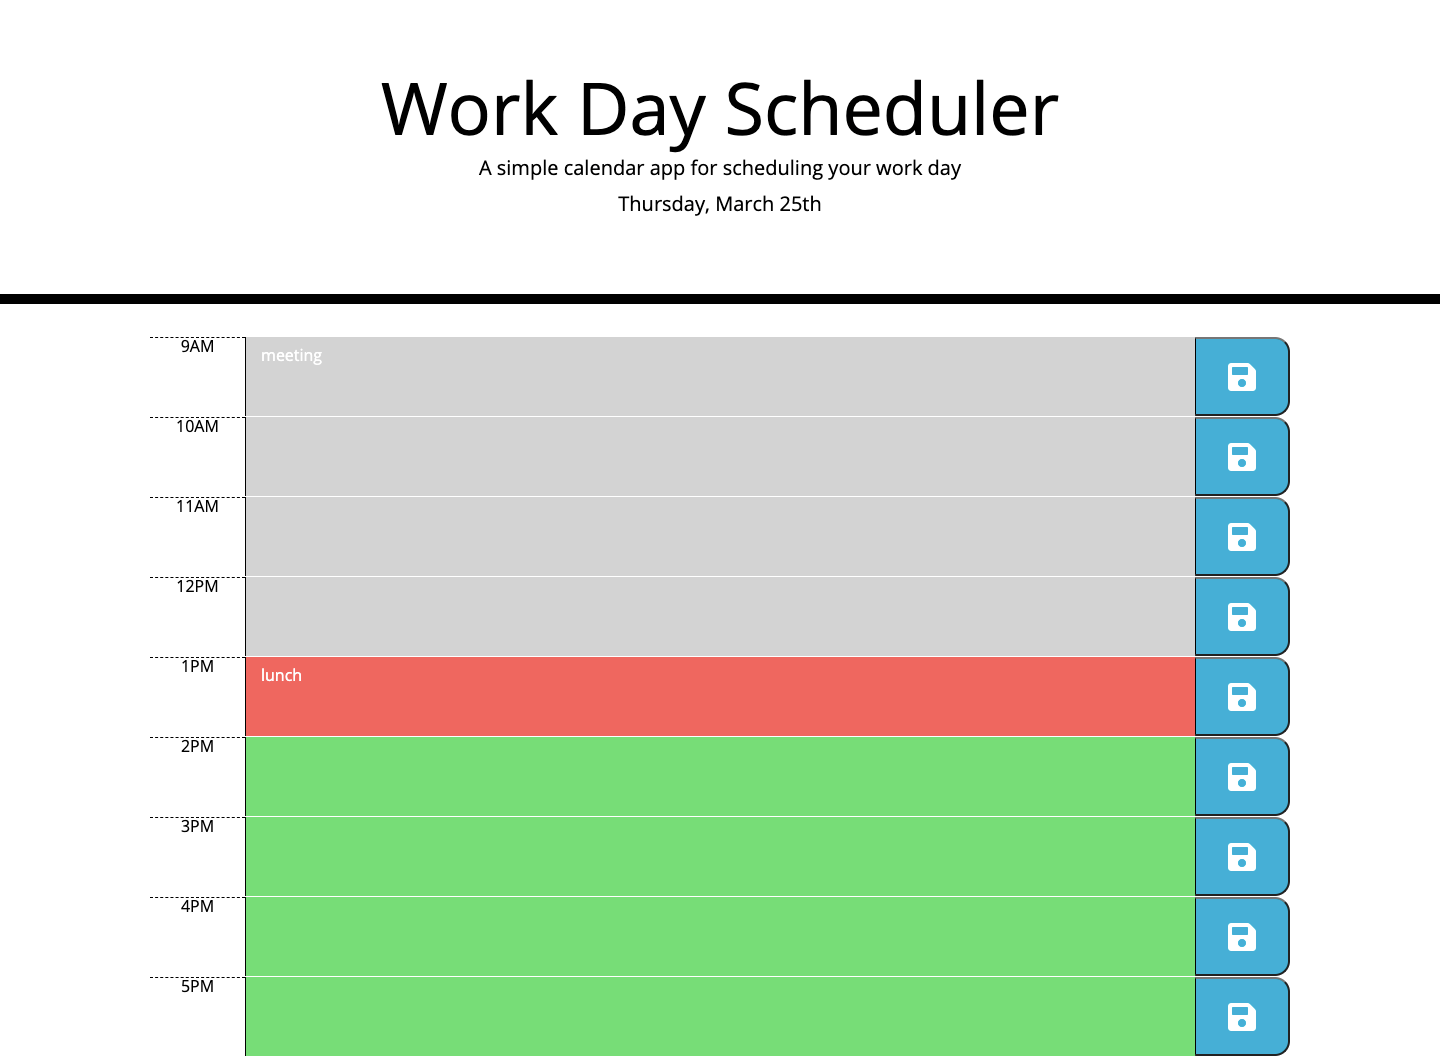 Work Day Scheduler
A simple calendar app for scheduling your work day
Thursday, March 25th
9AM
meeting
10AM
11AM
12PM
1PM
lunch
2PM
3PM
4PM
5PM